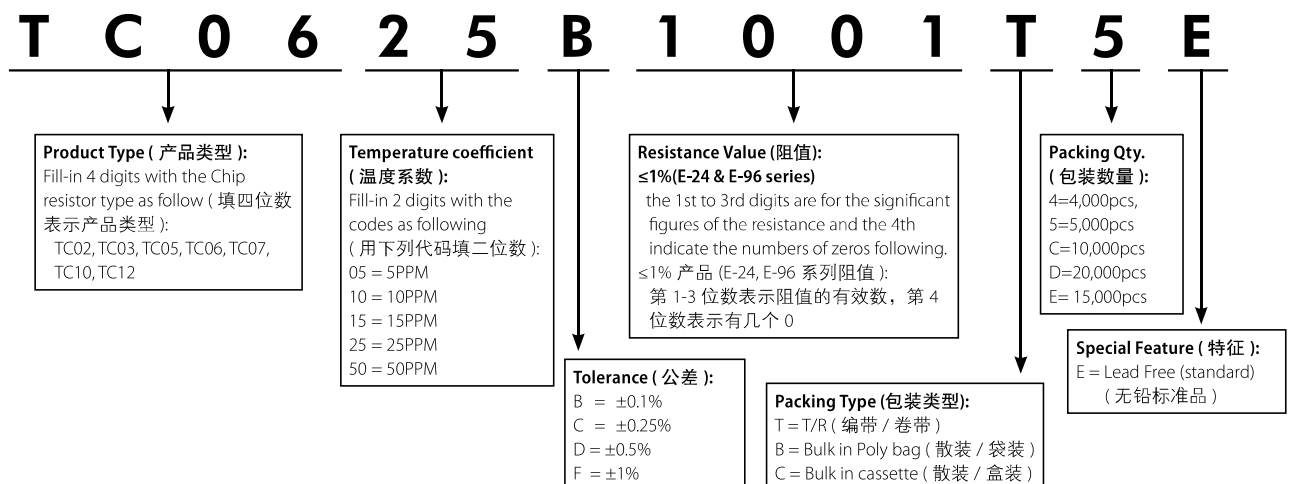 T C 0 6 2 5 B 1 0 0 1 T 5 E
Product Type ( 产品类型 ):
Fill-in 4 digits with the Chip
resistor type as follow ( 填四位数
表示产品类型 ):
TC02, TC03, TC05, TC06, TC07,
TC10, TC12
Temperature coefficient
( 温度系数 ):
Fill-in 2 digits with the
codes as following
( 用下列代码填二位数 ):
05 = 5PPM
10 = 10PPM
15 = 15PPM
25 = 25PPM
50 = 50PPM
Tolerance ( 公差 ):
B = ±0.1%
C = ±0.25%
D = ±0.5%
F = ±1%
Resistance Value (阻值):
≤1%(E-24 & E-96 series)
the 1st to 3rd digits are for the significant
figures of the resistance and the 4th
indicate the numbers of zeros following.
≤1% 产品 (E-24, E-96 系列阻值 ):
第 1-3 位数表示阻值的有效数，第 4
位数表示有几个 0
Packing Type (包装类型):
T = T/R ( 编带 / 卷带 )
B = Bulk in Poly bag ( 散装 / 袋装 )
C = Bulk in cassette ( 散装 / 盒装 )
Packing Qty.
( 包装数量 ):
4=4,000pcs,
5=5,000pcs
C=10,000pcs
D=20,000pcs
E= 15,000pcs
Special Feature ( 特征 ):
E = Lead Free (standard)
( 无铅标准品 )